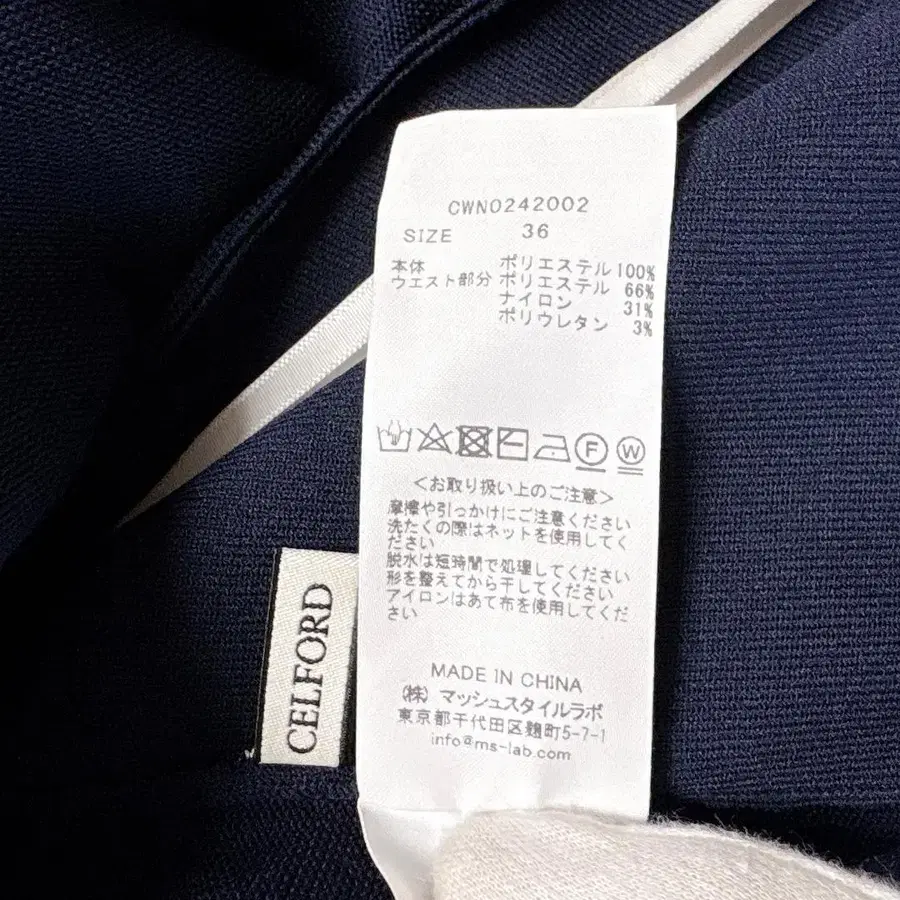 CWNO242002
SIZE 36
本体 ポリエステル 100%
ウエスト部分 ポリエステル 66%
ナイロン 31%
ポリウレタン 3%
F W
<お取り扱い上のご注意>
摩擦や引っかけにご注意ください
洗たくの際はネットを使用してく
ださい
脱水は短時間で処理してください
形を整えてから干してください
アイロンはあて布を使用してくだ
さい
MADE IN CHINA
(株) マッシュスタイルラボ
東京都千代田区麹町5-7-1
info@ms-lab.com
CELFORD